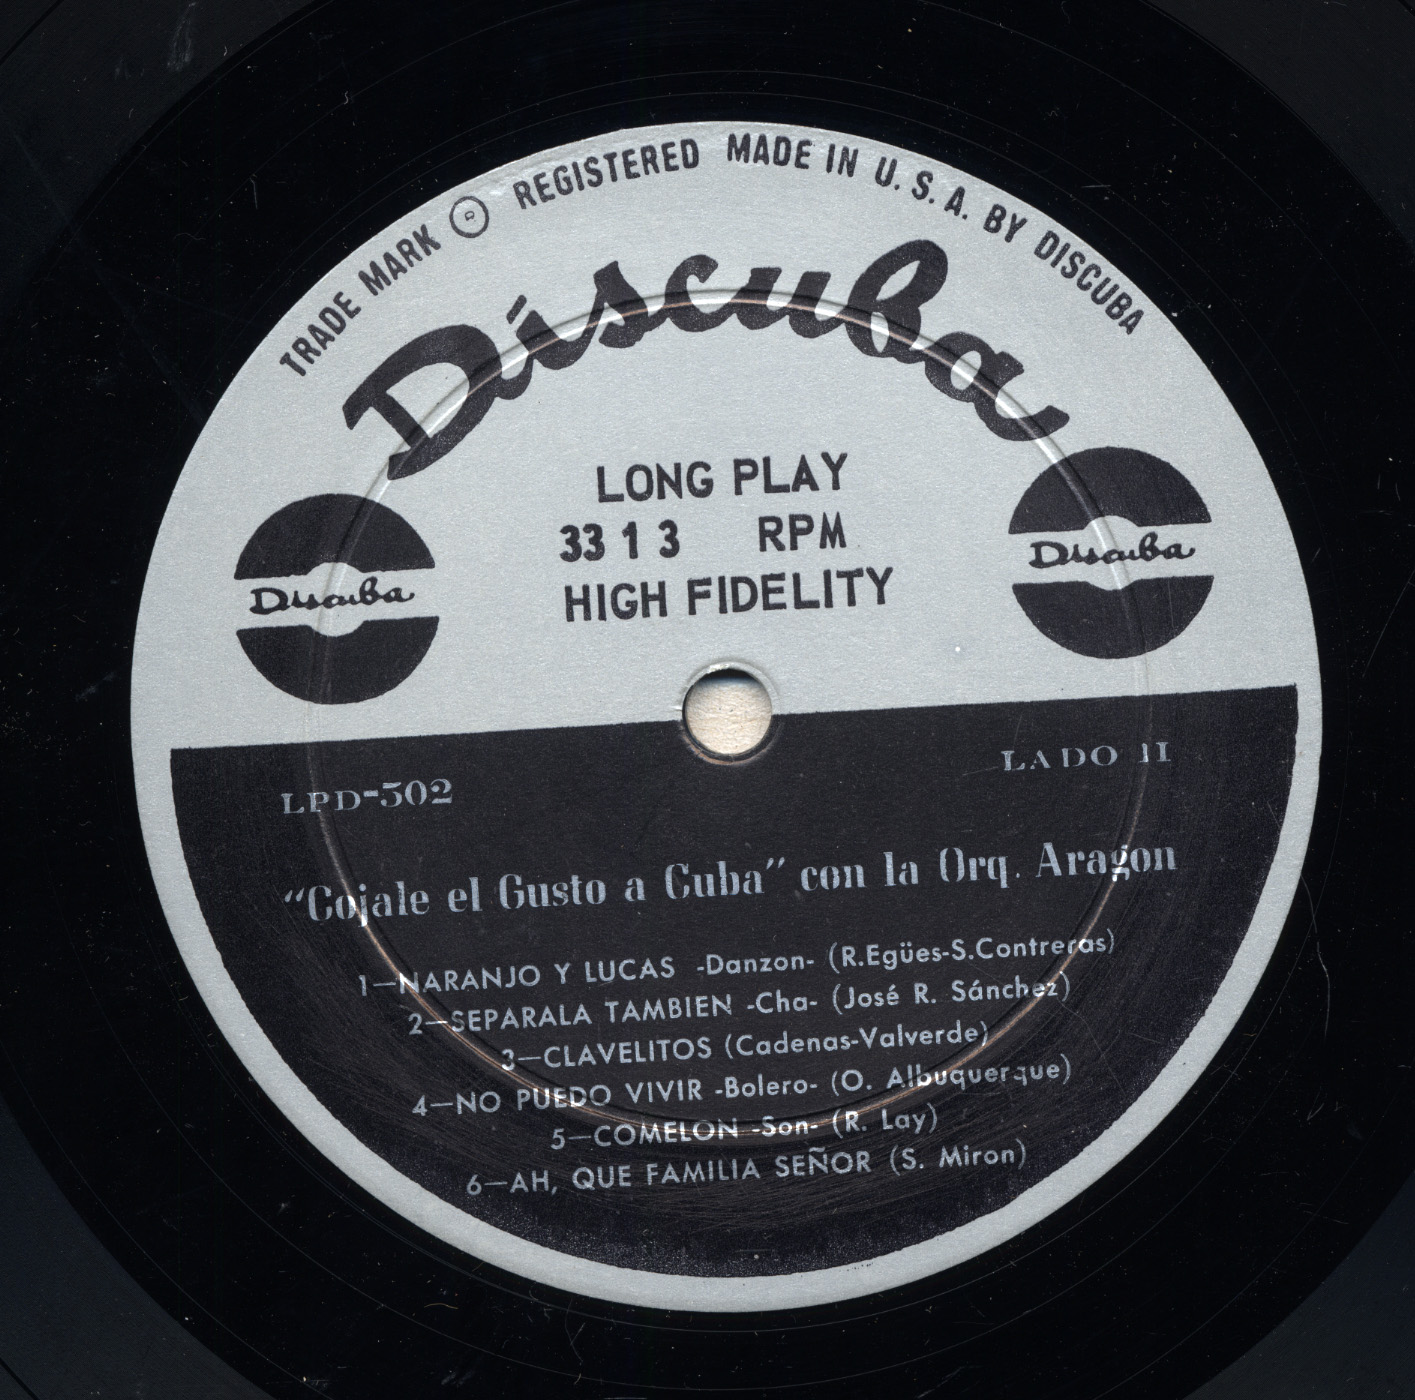 TRADE MARK ® REGISTERED MADE IN U. S. A. BY DISCUBA
Discuba
LONG PLAY
33 1 3 RPM
HIGH FIDELITY
Discuba
Discuba
LPD-502
LADO II
"Cojale el Gusto a Cuba" con la Orq. Aragon
1—NARANJO Y LUCAS -Danzon- (R.Egües-S.Contreras)
2—SEPARALA TAMBIEN -Cha- (José R. Sánchez)
3—CLAVELITOS (Cadenas-Valverde)
4—NO PUEDO VIVIR -Bolero- (O. Albuquerque)
5—COMELON -Son- (R. Lay)
6—AH, QUE FAMILIA SEÑOR (S. Miron)